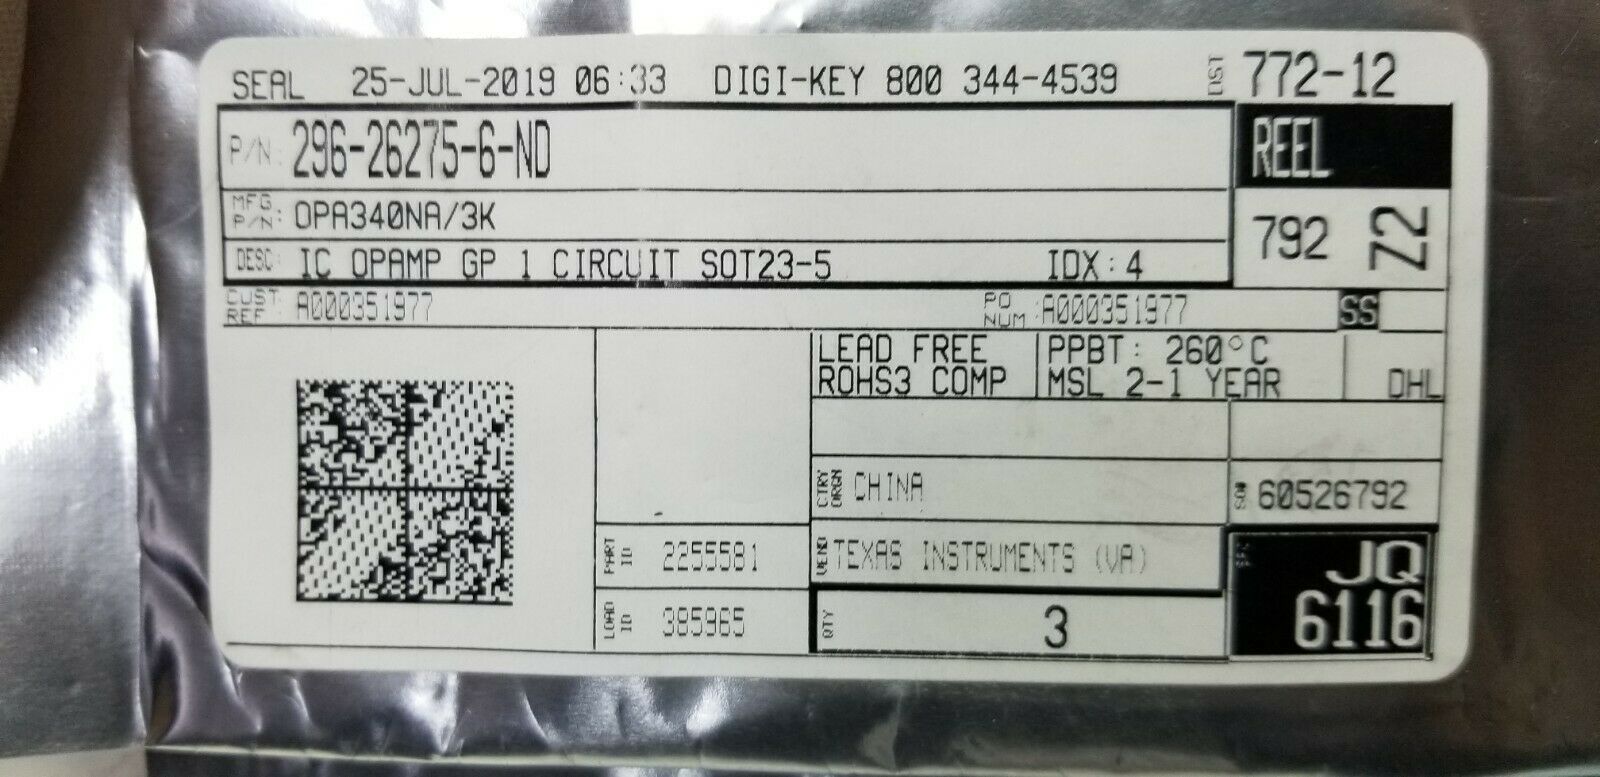 SEAL 25-JUL-2019 06:33 DIGI-KEY 800 344-4539 LST 772-12
P/N: 296-26275-6-ND REEL
MFG P/N: OPA340NA/3K 792 Z2
DESC: IC OPAMP GP 1 CIRCUIT SOT23-5 IDX: 4
CUST REF A000351977 PO NUM: A000351977 SS
LEAD FREE PPBT: 260°C
ROHS3 COMP MSL 2-1 YEAR DHL
CTRY ORGN CHINA SO# 60526792
PART ID 2255581 VEND TEXAS INSTRUMENTS (VA) JQ
LOAD ID 385965 QTY 3 6116